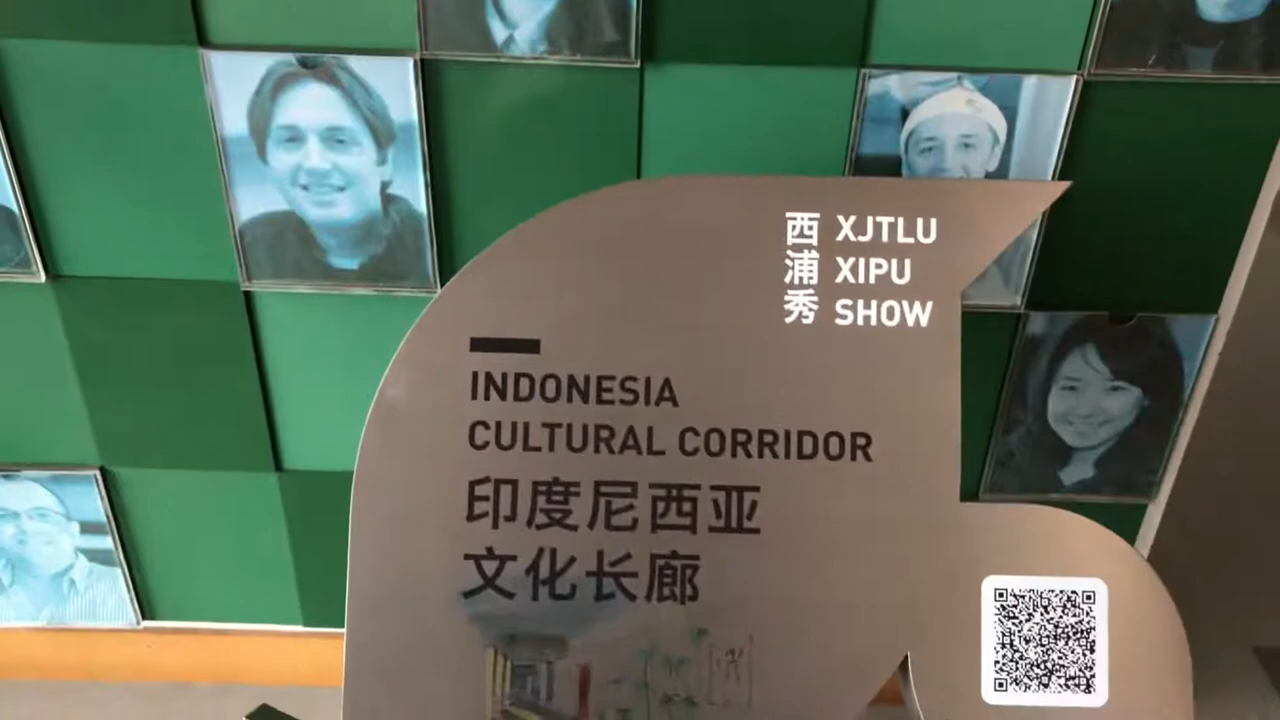 西 XJTLU
浦 XIPU
秀 SHOW
INDONESIA
CULTURAL CORRIDOR
印度尼西亚
文化长廊